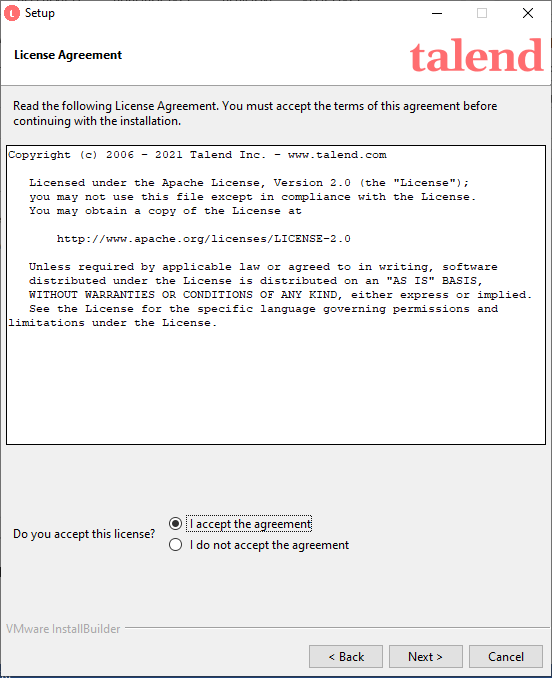 Setup
License Agreement
talend
Read the following License Agreement. You must accept the terms of this agreement before
continuing with the installation.
Copyright (c) 2006 - 2021 Talend Inc. - www.talend.com
Licensed under the Apache License, Version 2.0 (the "License");
you may not use this file except in compliance with the License.
You may obtain a copy of the License at
http://www.apache.org/licenses/LICENSE-2.0
Unless required by applicable law or agreed to in writing, software
distributed under the License is distributed on an "AS IS" BASIS,
WITHOUT WARRANTIES OR CONDITIONS OF ANY KIND, either express or implied.
See the License for the specific language governing permissions and
limitations under the License.
Do you accept this license?
I accept the agreement
I do not accept the agreement
VMware InstallBuilder
< Back
Next >
Cancel